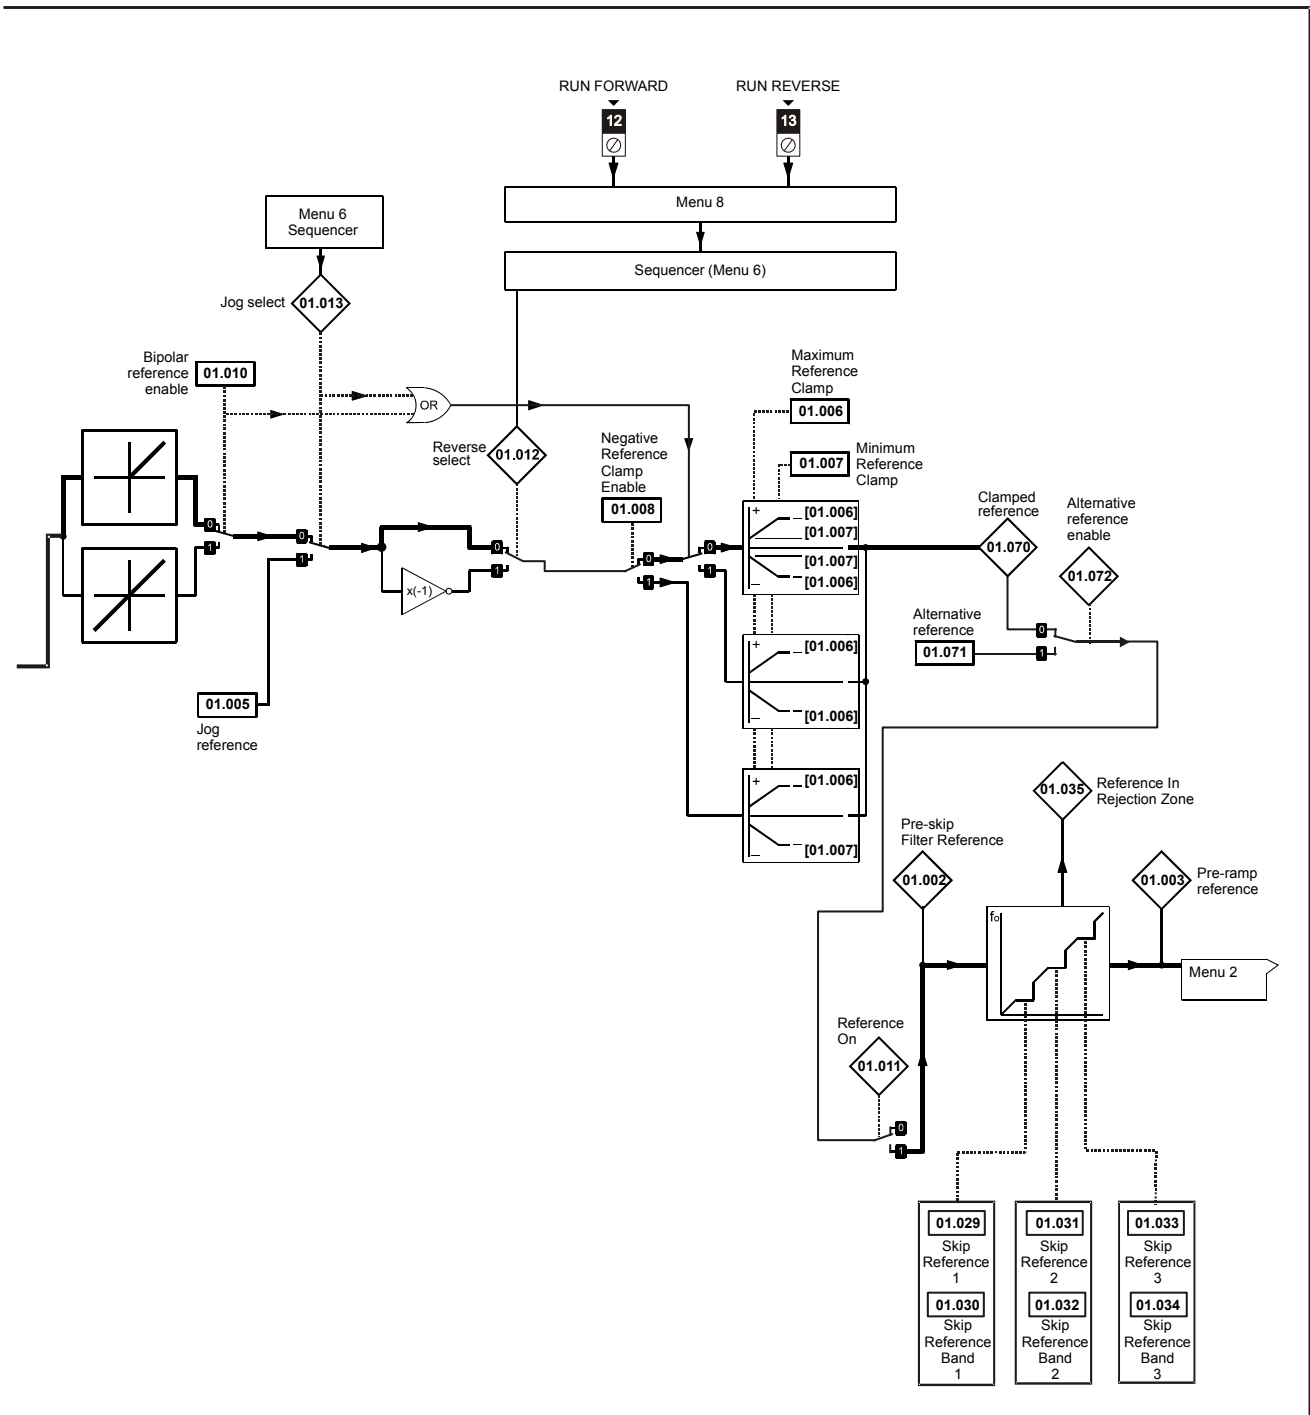 RUN FORWARD
RUN REVERSE
12
13
Menu 8
Menu 6
Sequencer
Sequencer (Menu 6)
Jog select
01.013
Bipolar
reference
enable
01.010
OR
Maximum
Reference
Clamp
01.006
Reverse
select
01.012
Negative
Reference
Clamp
Enable
01.008
01.007
Minimum
Reference
Clamp
0
1
0
1
x(-1)
0
1
0
1
0
1
+
[01.006]
[01.007]
[01.007]
[01.006]
–
Clamped
reference
01.070
Alternative
reference
enable
01.072
Alternative
reference
01.071
0
1
+
[01.006]
[01.006]
–
01.005
Jog
reference
+
[01.006]
[01.007]
–
01.035
Reference In
Rejection Zone
Pre-skip
Filter Reference
01.002
01.003
Pre-ramp
reference
fo
Menu 2
Reference
On
01.011
0
1
01.029
Skip
Reference
1
01.030
Skip
Reference
Band
1
01.031
Skip
Reference
2
01.032
Skip
Reference
Band
2
01.033
Skip
Reference
3
01.034
Skip
Reference
Band
3